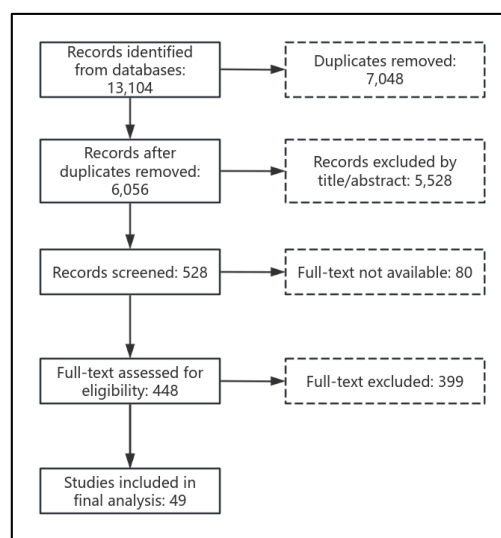 Records identified
from databases:
13,104
Duplicates removed:
7,048
Records after
duplicates removed:
6,056
Records excluded by
title/abstract: 5,528
Records screened: 528
Full-text not available: 80
Full-text assessed for
eligibility: 448
Full-text excluded: 399
Studies included in
final analysis: 49